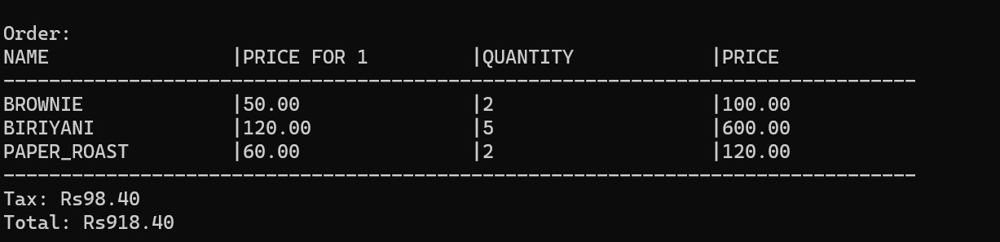 Order:
NAME                |PRICE FOR 1         |QUANTITY            |PRICE
--------------------------------------------------------------------------------
BROWNIE             |50.00               |2                   |100.00
BIRIYANI            |120.00              |5                   |600.00
PAPER_ROAST         |60.00               |2                   |120.00
--------------------------------------------------------------------------------
Tax: Rs98.40
Total: Rs918.40